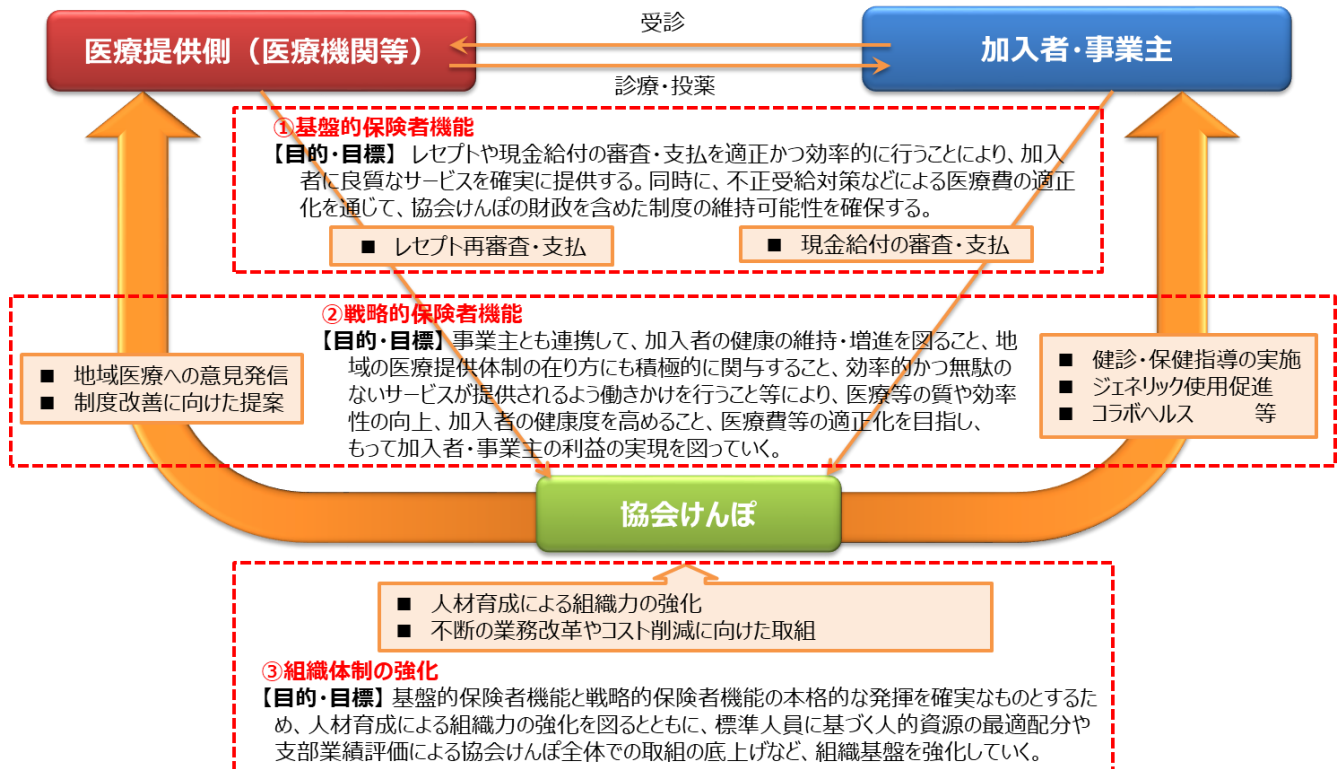 医療提供側（医療機関等）
受診
診療・投薬
加入者・事業主
①基盤的保険者機能
【目的・目標】 レセプトや現金給付の審査・支払を適正かつ効率的に行うことにより、加入
者に良質なサービスを確実に提供する。同時に、不正受給対策などによる医療費の適正
化を通じて、協会けんぽの財政を含めた制度の維持可能性を確保する。
■ レセプト再審査・支払
■ 現金給付の審査・支払
②戦略的保険者機能
【目的・目標】 事業主とも連携して、加入者の健康の維持・増進を図ること、地
域の医療提供体制の在り方にも積極的に関与すること、効率的かつ無駄の
ないサービスが提供されるよう働きかけを行うこと等により、医療等の質や効率
性の向上、加入者の健康度を高めること、医療費等の適正化を目指し、
もって加入者・事業主の利益の実現を図っていく。
■ 地域医療への意見発信
■ 制度改善に向けた提案
■ 健診・保健指導の実施
■ ジェネリック使用促進
■ コラボヘルス 等
協会けんぽ
■ 人材育成による組織力の強化
■ 不断の業務改革やコスト削減に向けた取組
③組織体制の強化
【目的・目標】 基盤的保険者機能と戦略的保険者機能の本格的な発揮を確実なものとするた
め、人材育成による組織力の強化を図るとともに、標準人員に基づく人的資源の最適配分や
支部業績評価による協会けんぽ全体での取組の底上げなど、組織基盤を強化していく。